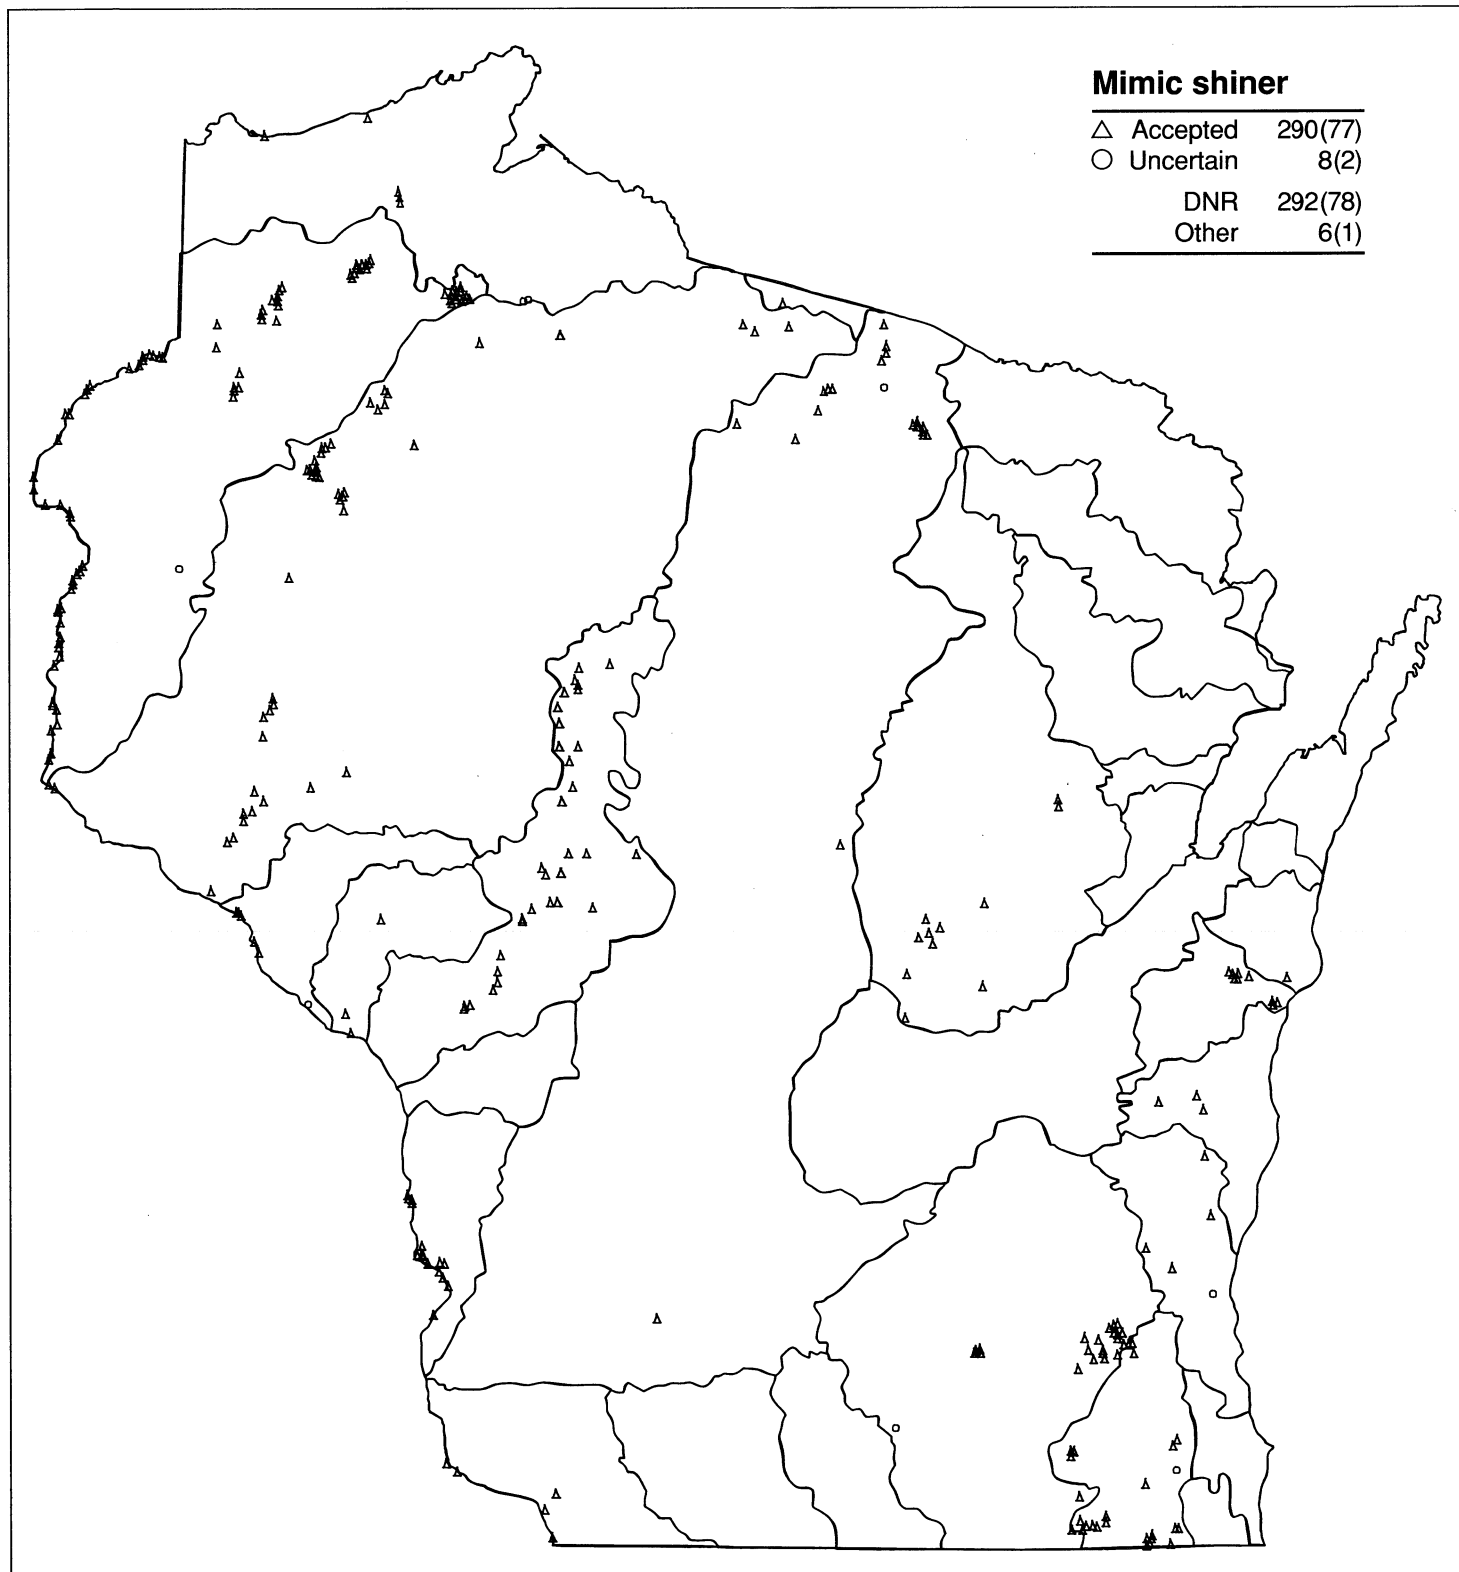 Mimic shiner
△ Accepted 290(77)
○ Uncertain 8(2)
DNR 292(78)
Other 6(1)